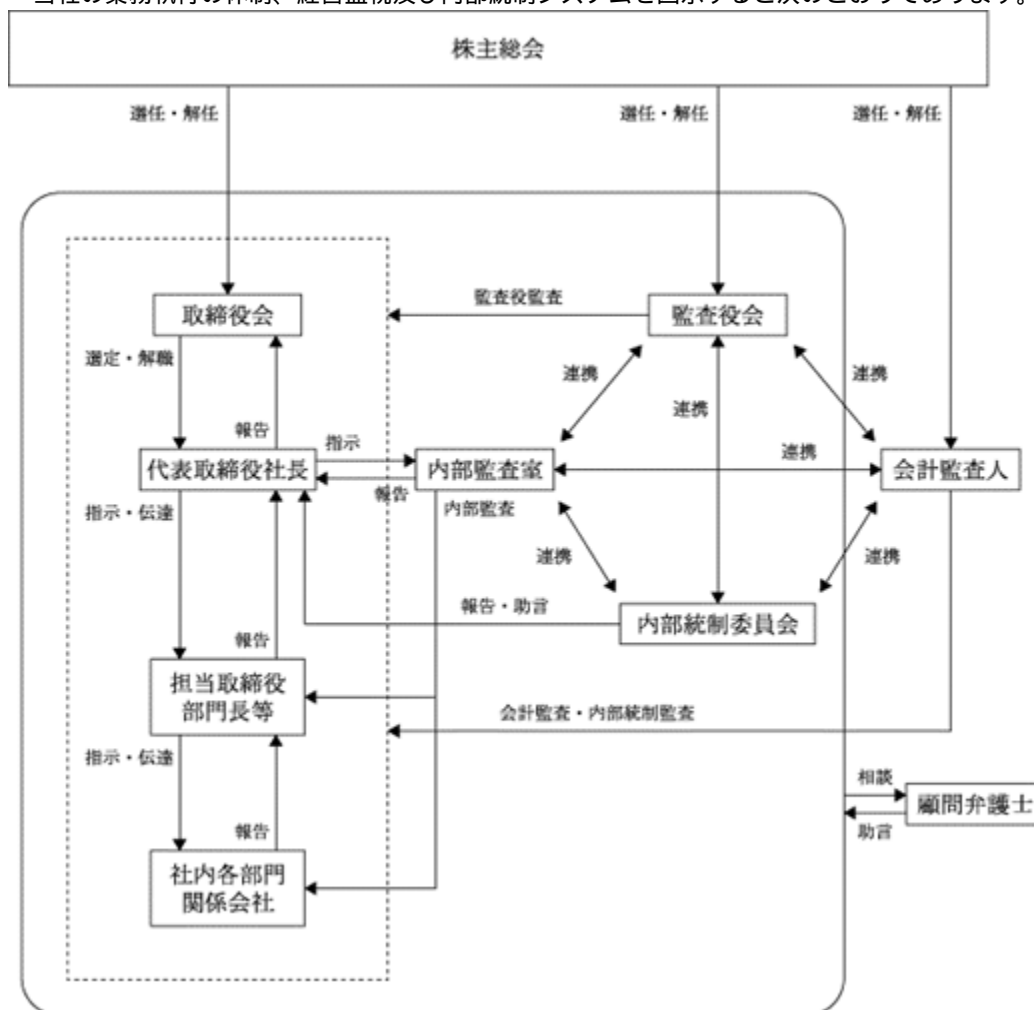 当社の業務執行の体制、経営監視及び内部統制システムを図示すると次のとおりであります。
株主総会
選任・解任
選任・解任
選任・解任
取締役会
監査役監査
監査役会
選定・解職
連携
連携
連携
報告
指示
代表取締役社長
内部監査室
連携
会計監査人
報告
指示・伝達
内部監査
連携
連携
報告・助言
内部統制委員会
報告
担当取締役
部門長等
会計監査・内部統制監査
指示・伝達
相談
顧問弁護士
助言
報告
社内各部門
関係会社